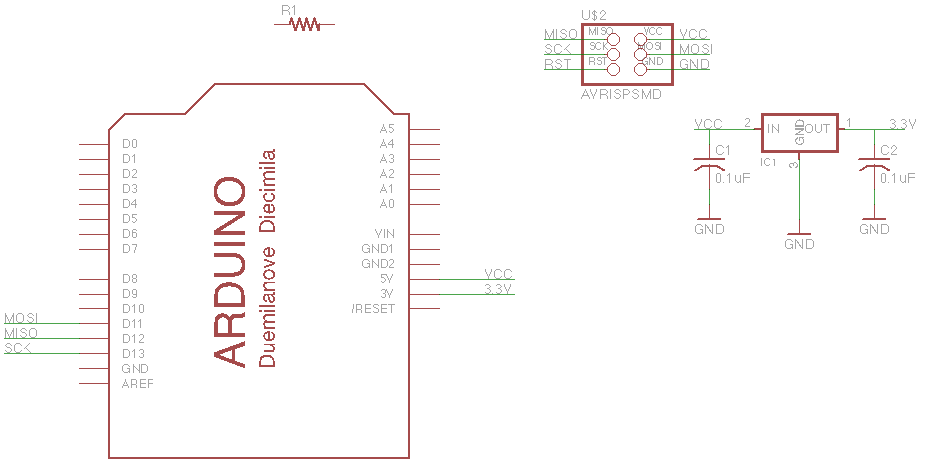 R1
U$2
MISO MISO VCC VCC
SCK SCK MOSI MOSI
RST RST GND GND
AVRISPSMD
VCC 2 IN GND OUT 1 3.3V
IC1
3
C1
0.1uF
C2
0.1uF
GND
GND
GND
D0
D1
D2
D3
D4
D5
D6
D7
D8
D9
D10
MOSI D11
MISO D12
SCK D13
GND
AREF
ARDUINO
Duemilanove Diecimila
A5
A4
A3
A2
A1
A0
VIN
GND1
GND2
5V VCC
3V 3.3V
/RESET